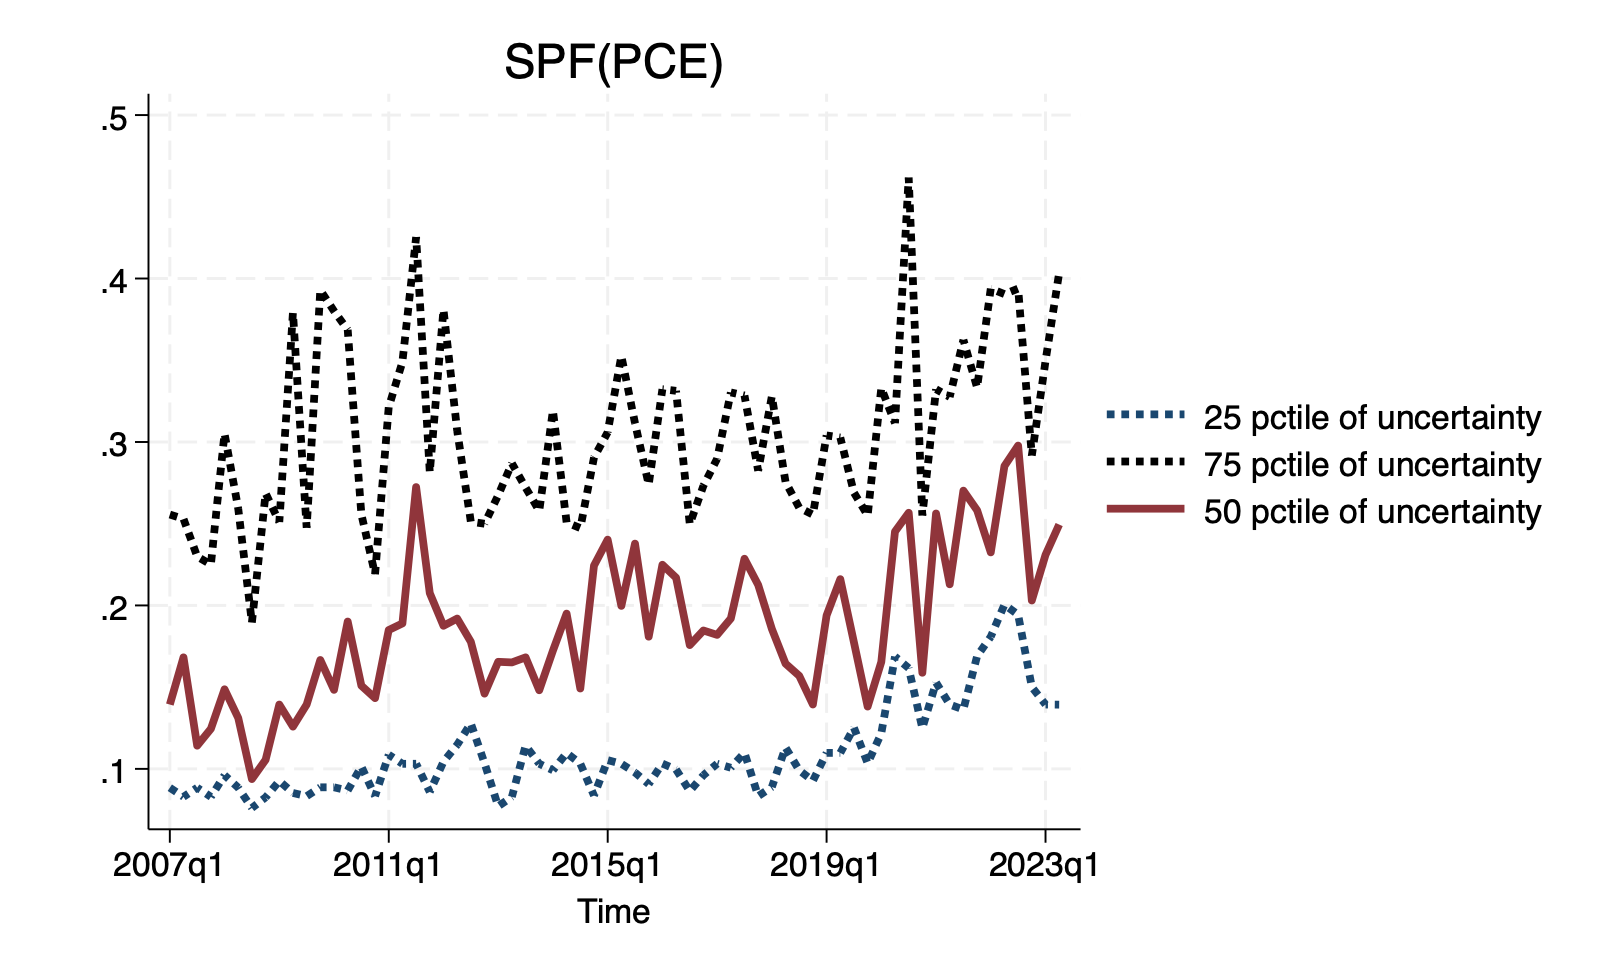 SPF(PCE)
.5
.4
.3
.2
.1
25 pctile of uncertainty
75 pctile of uncertainty
50 pctile of uncertainty
2007q1 2011q1 2015q1 2019q1 2023q1
Time